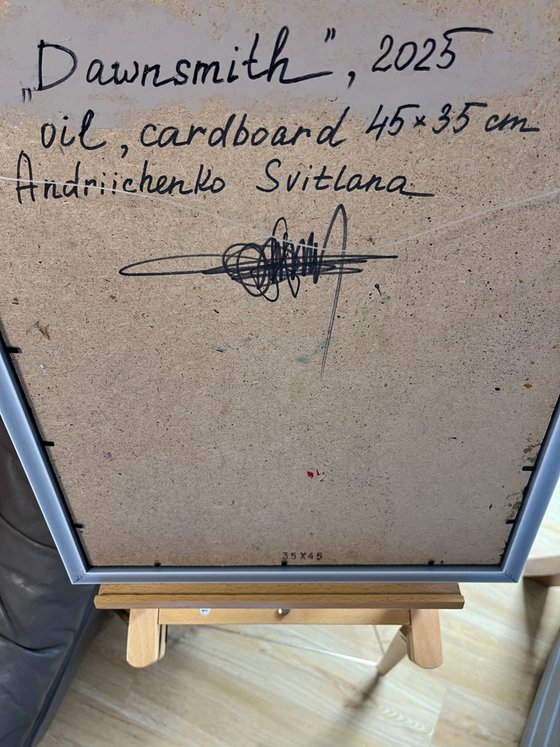 „Dawnsmith", 2025
oil, cardboard 45×35 cm
Andriichenko Svitlana
35X45